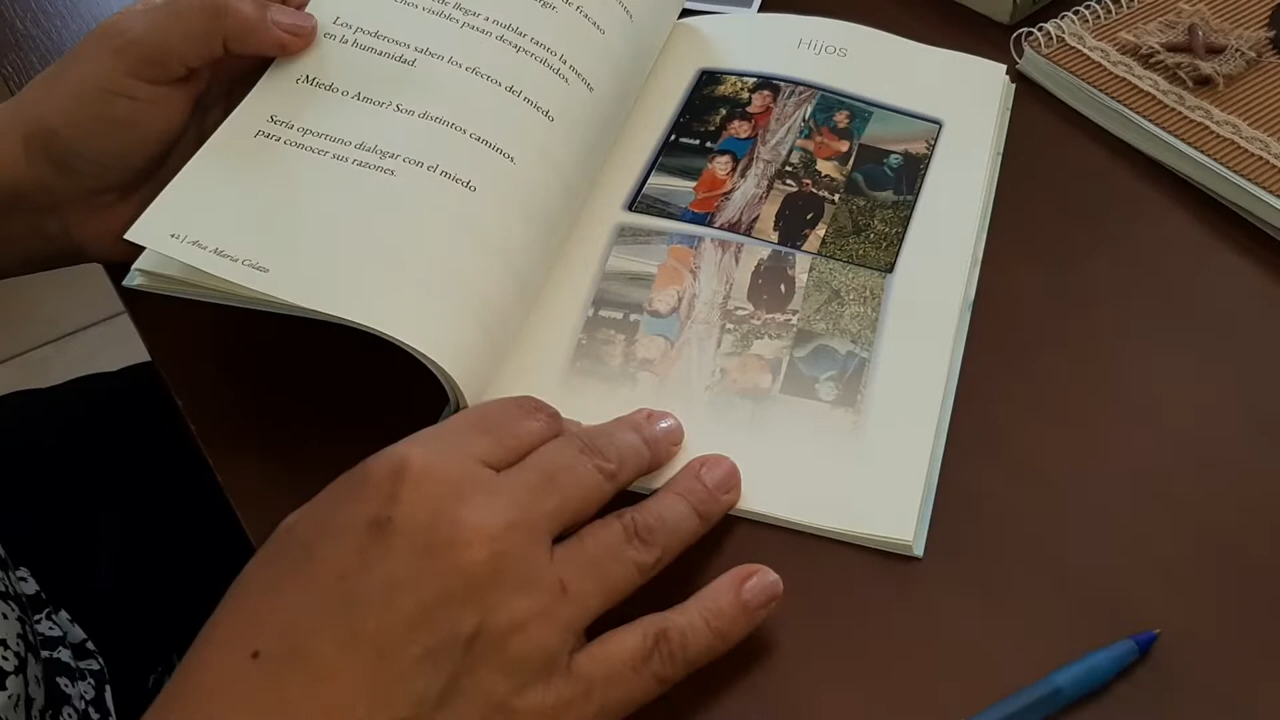 de fracaso
ede llegar a nublar tanto la mente
chos visibles pasan desapercibidos.
Los poderosos saben los efectos del miedo
en la humanidad.
¿Miedo o Amor? Son distintos caminos.
Sería oportuno dialogar con el miedo
para conocer sus razones.
42 | Ana María Colazo
Hijos